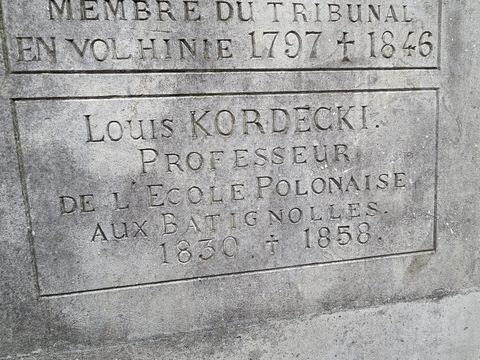 MEMBRE DU TRIBUNAL
EN VOLHINIE 1797 † 1846
LOUIS KORDECKI.
PROFESSEUR
DE L'ECOLE POLONAISE
AUX BATIGNOLLES.
1830. † 1858.